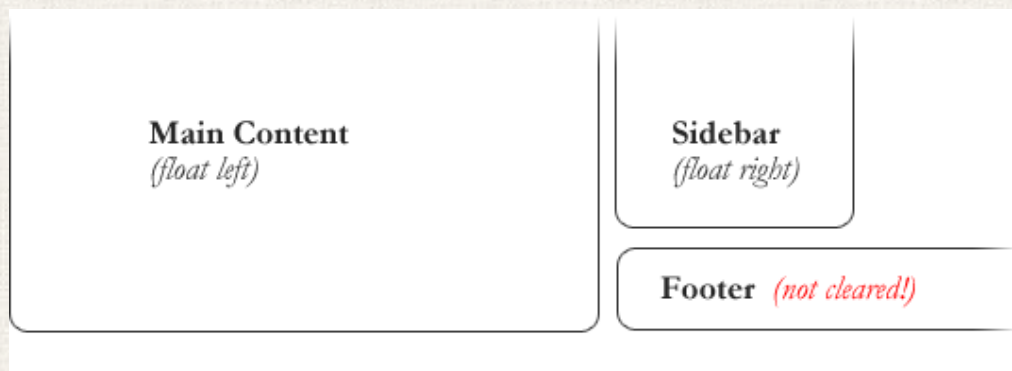 Main Content
(float left)
Sidebar
(float right)
Footer (not cleared!)